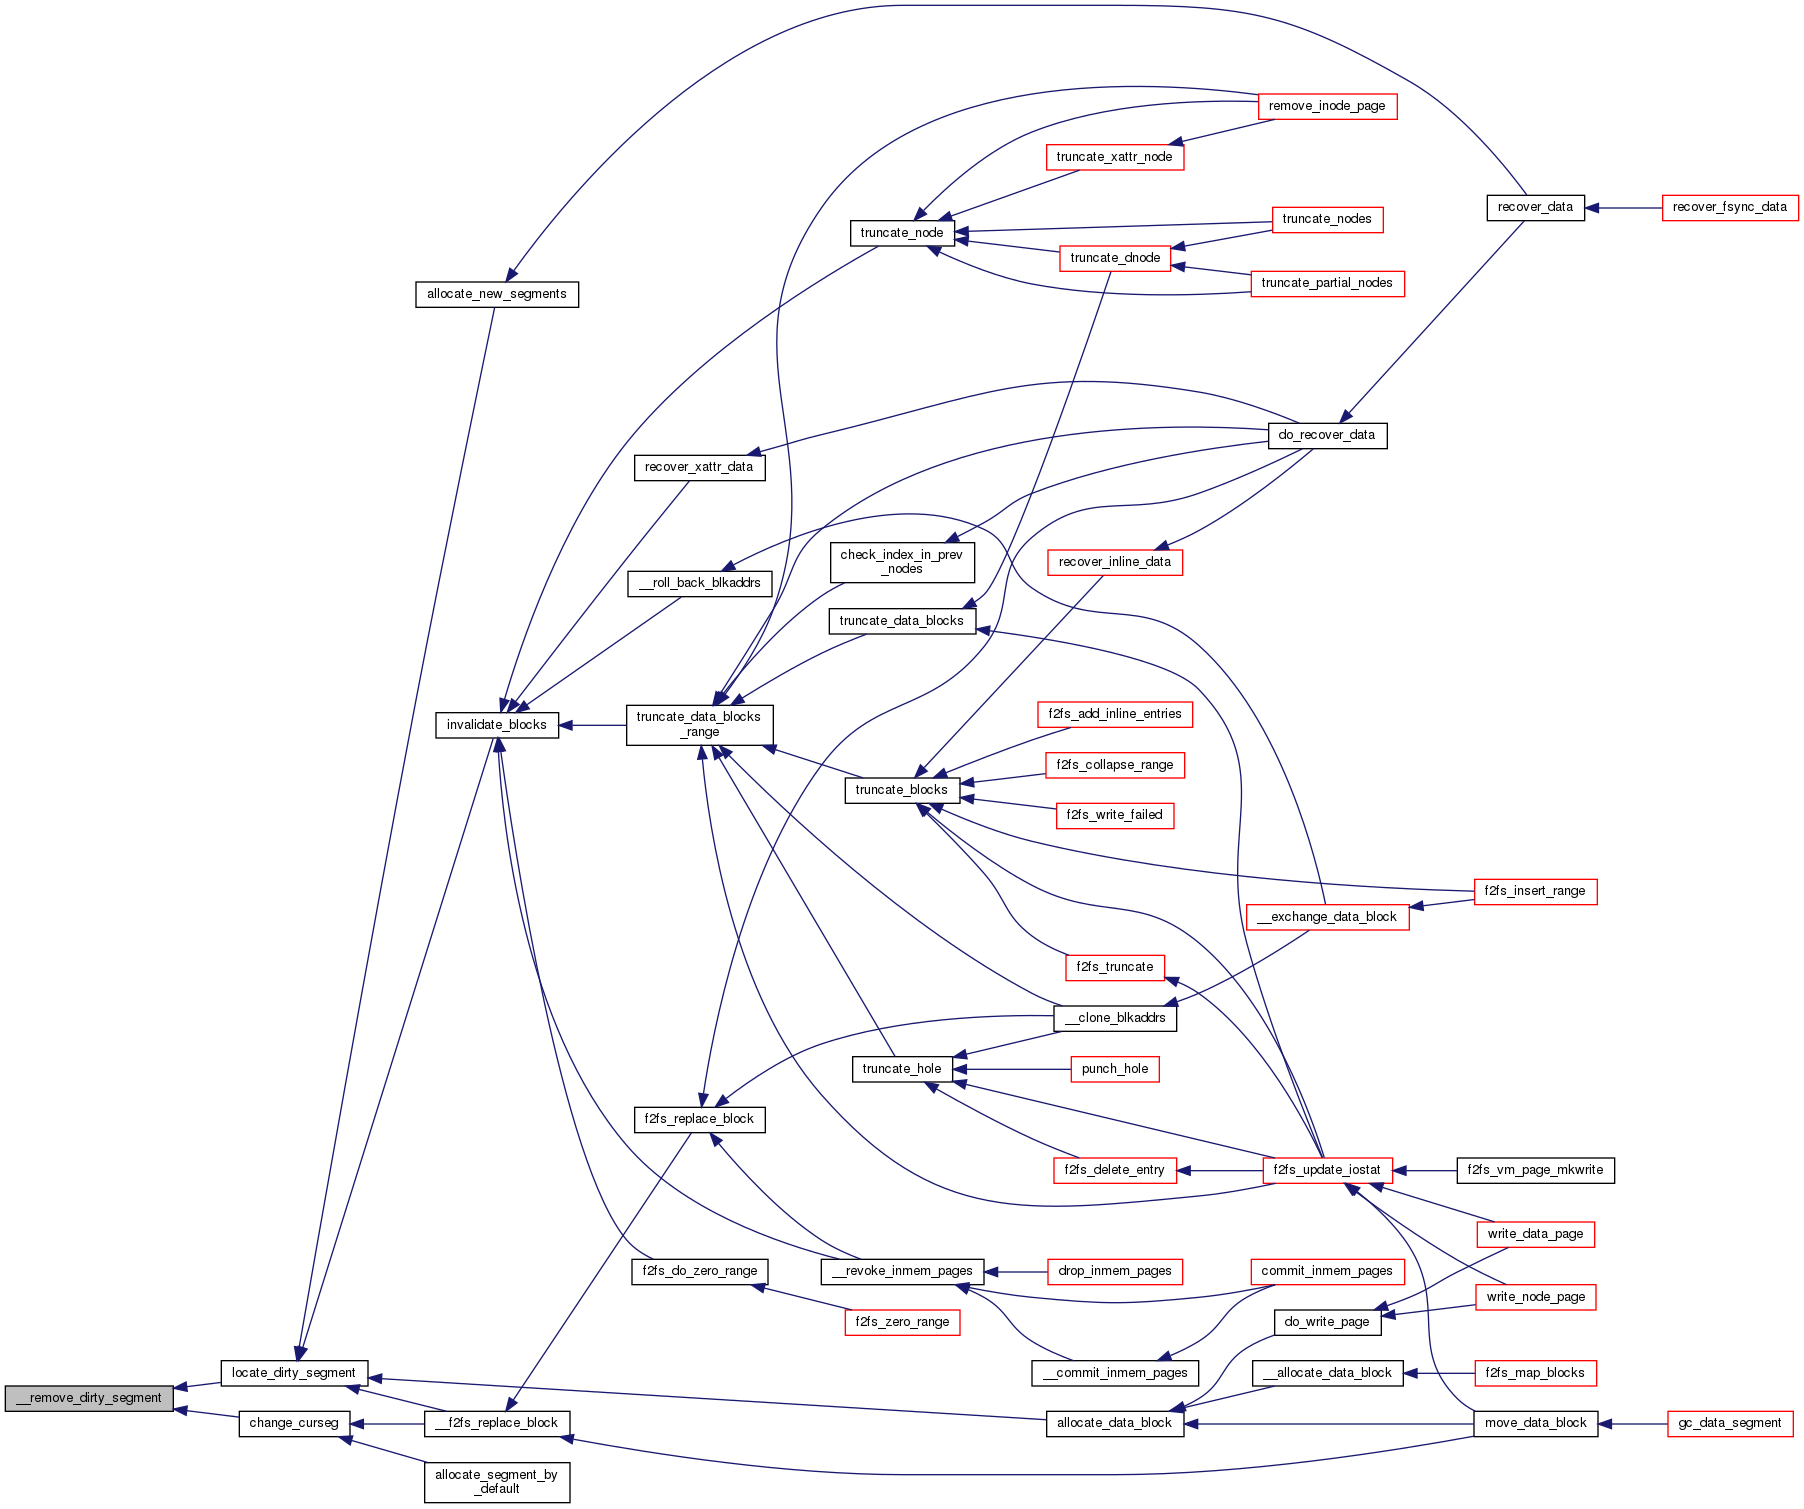 remove_inode_page
truncate_xattr_node
recover_data
recover_fsync_data
truncate_nodes
truncate_node
truncate_dnode
truncate_partial_nodes
allocate_new_segments
do_recover_data
recover_xattr_data
check_index_in_prev
_nodes
recover_inline_data
__roll_back_blkaddrs
truncate_data_blocks
f2fs_add_inline_entries
truncate_data_blocks
_range
invalidate_blocks
f2fs_collapse_range
truncate_blocks
f2fs_write_failed
f2fs_insert_range
__exchange_data_block
f2fs_truncate
__clone_blkaddrs
truncate_hole
punch_hole
f2fs_replace_block
f2fs_delete_entry
f2fs_update_iostat
f2fs_vm_page_mkwrite
write_data_page
f2fs_do_zero_range
__revoke_inmem_pages
drop_inmem_pages
commit_inmem_pages
write_node_page
f2fs_zero_range
do_write_page
locate_dirty_segment
__commit_inmem_pages
__allocate_data_block
f2fs_map_blocks
__remove_dirty_segment
change_curseg
__f2fs_replace_block
allocate_data_block
move_data_block
gc_data_segment
allocate_segment_by
_default